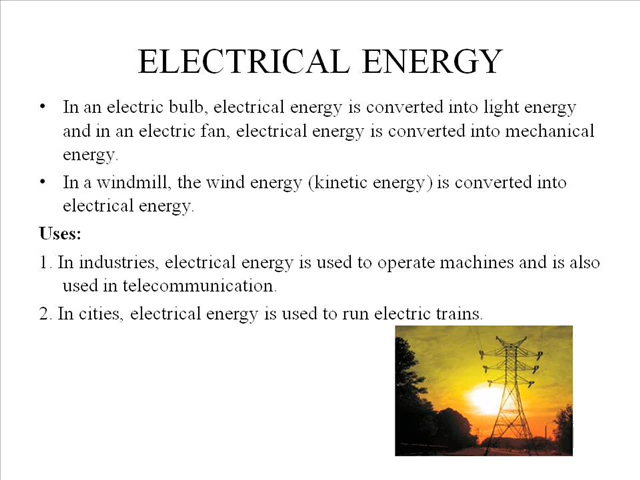 ELECTRICAL ENERGY
• In an electric bulb, electrical energy is converted into light energy
and in an electric fan, electrical energy is converted into mechanical
energy.
• In a windmill, the wind energy (kinetic energy) is converted into
electrical energy.
Uses:
1. In industries, electrical energy is used to operate machines and is also
used in telecommunication.
2. In cities, electrical energy is used to run electric trains.